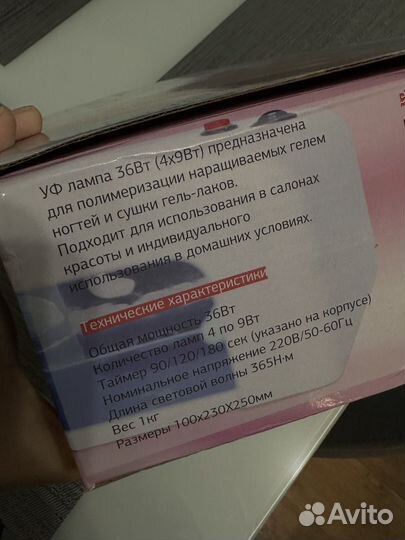 УФ лампа 36Вт (4х9Вт) предназначена
для полимеризации наращиваемых гелем
ногтей и сушки гель-лаков.
Подходит для использования в салонах
красоты и индивидуального
использования в домашних условиях.
Технические характеристики
Общая мощность 36Вт
Количество ламп 4 по 9Вт
Таймер 90/120/180 сек (указано на корпусе)
Номинальное напряжение 220В/50-60Гц
Длина световой волны 365Н·м
Вес 1кг
Размеры 100х230Х250мм
Avito